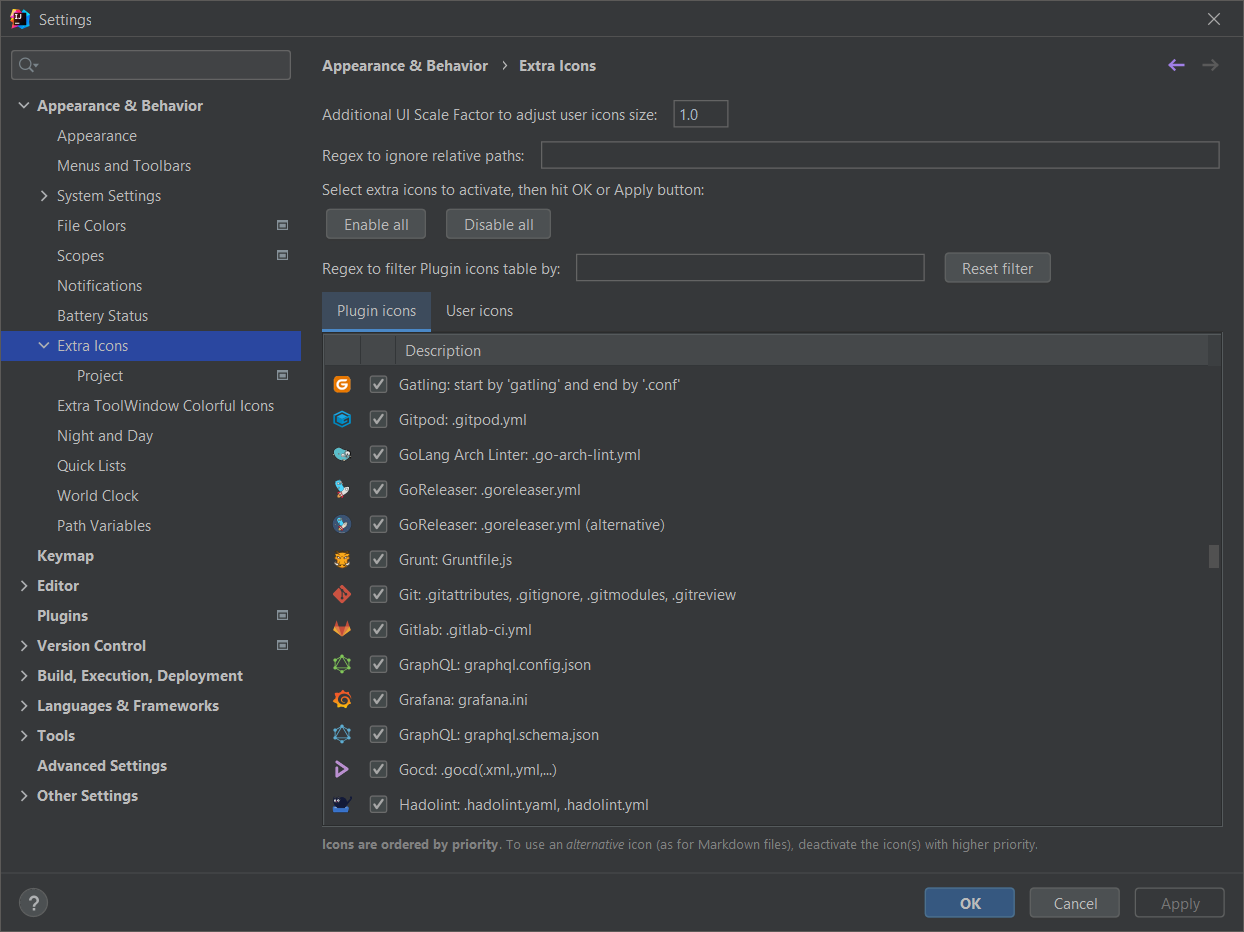 Settings
Appearance & Behavior
Appearance
Menus and Toolbars
System Settings
File Colors
Scopes
Notifications
Battery Status
Extra Icons
Project
Extra ToolWindow Colorful Icons
Night and Day
Quick Lists
World Clock
Path Variables
Keymap
Editor
Plugins
Version Control
Build, Execution, Deployment
Languages & Frameworks
Tools
Advanced Settings
Other Settings
Appearance & Behavior › Extra Icons
Additional UI Scale Factor to adjust user icons size: 1.0
Regex to ignore relative paths:
Select extra icons to activate, then hit OK or Apply button:
Enable all Disable all
Regex to filter Plugin icons table by: Reset filter
Plugin icons User icons
Description
Gatling: start by 'gatling' and end by '.conf'
Gitpod: .gitpod.yml
GoLang Arch Linter: .go-arch-lint.yml
GoReleaser: .goreleaser.yml
GoReleaser: .goreleaser.yml (alternative)
Grunt: Gruntfile.js
Git: .gitattributes, .gitignore, .gitmodules, .gitreview
Gitlab: .gitlab-ci.yml
GraphQL: graphql.config.json
Grafana: grafana.ini
GraphQL: graphql.schema.json
Gocd: .gocd(.xml,.yml,...)
Hadolint: .hadolint.yaml, .hadolint.yml
Icons are ordered by priority. To use an alternative icon (as for Markdown files), deactivate the icon(s) with higher priority.
? OK Cancel Apply